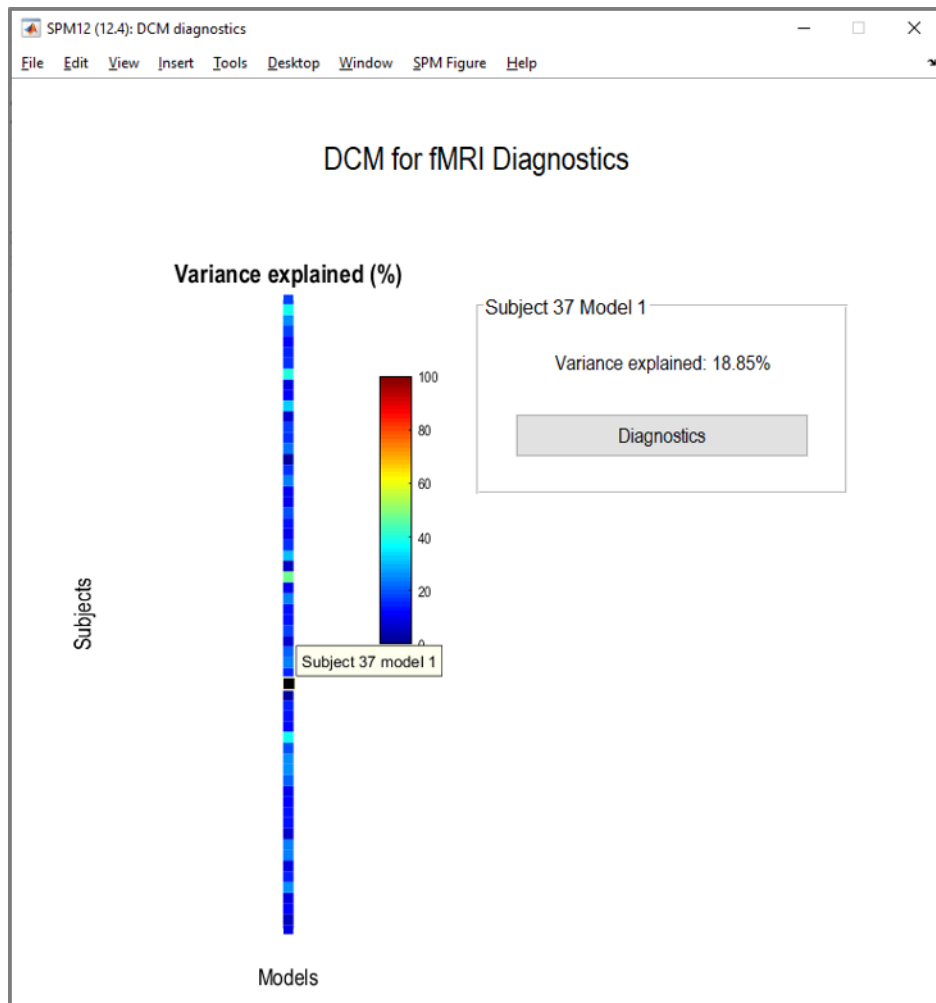 SPM12 (12.4): DCM diagnostics
File Edit View Insert Tools Desktop Window SPM Figure Help
DCM for fMRI Diagnostics
Variance explained (%)
Subject 37 Model 1
Variance explained: 18.85%
Diagnostics
100
80
60
40
20
0
Subjects
Subject 37 model 1
Models